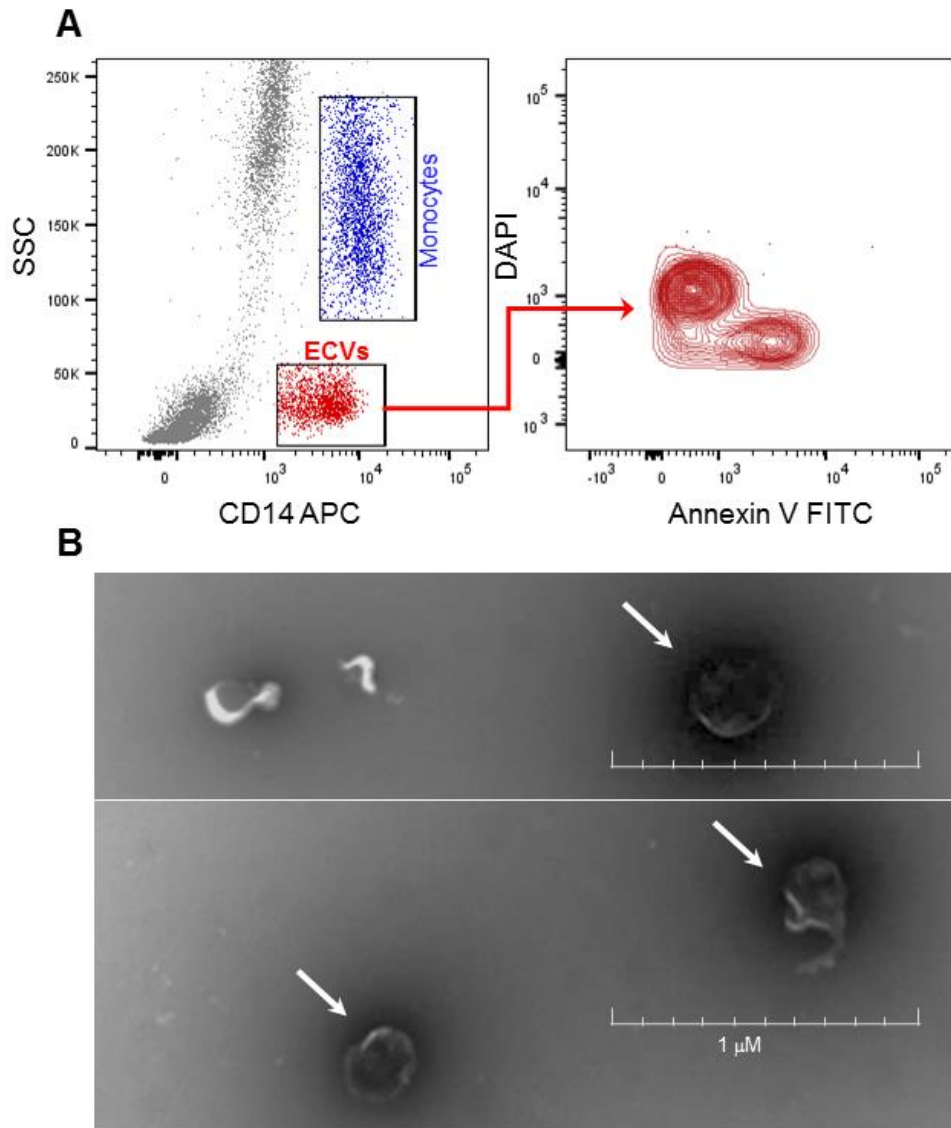 A
250K
200K
150K
100K
50K
0
SSC
Monocytes
ECVs
0
10³
10⁴
10⁵
CD14 APC
10⁵
10⁴
10³
0
10³
DAPI
-10³
0
10³
10⁴
10⁵
Annexin V FITC
B
1 µM